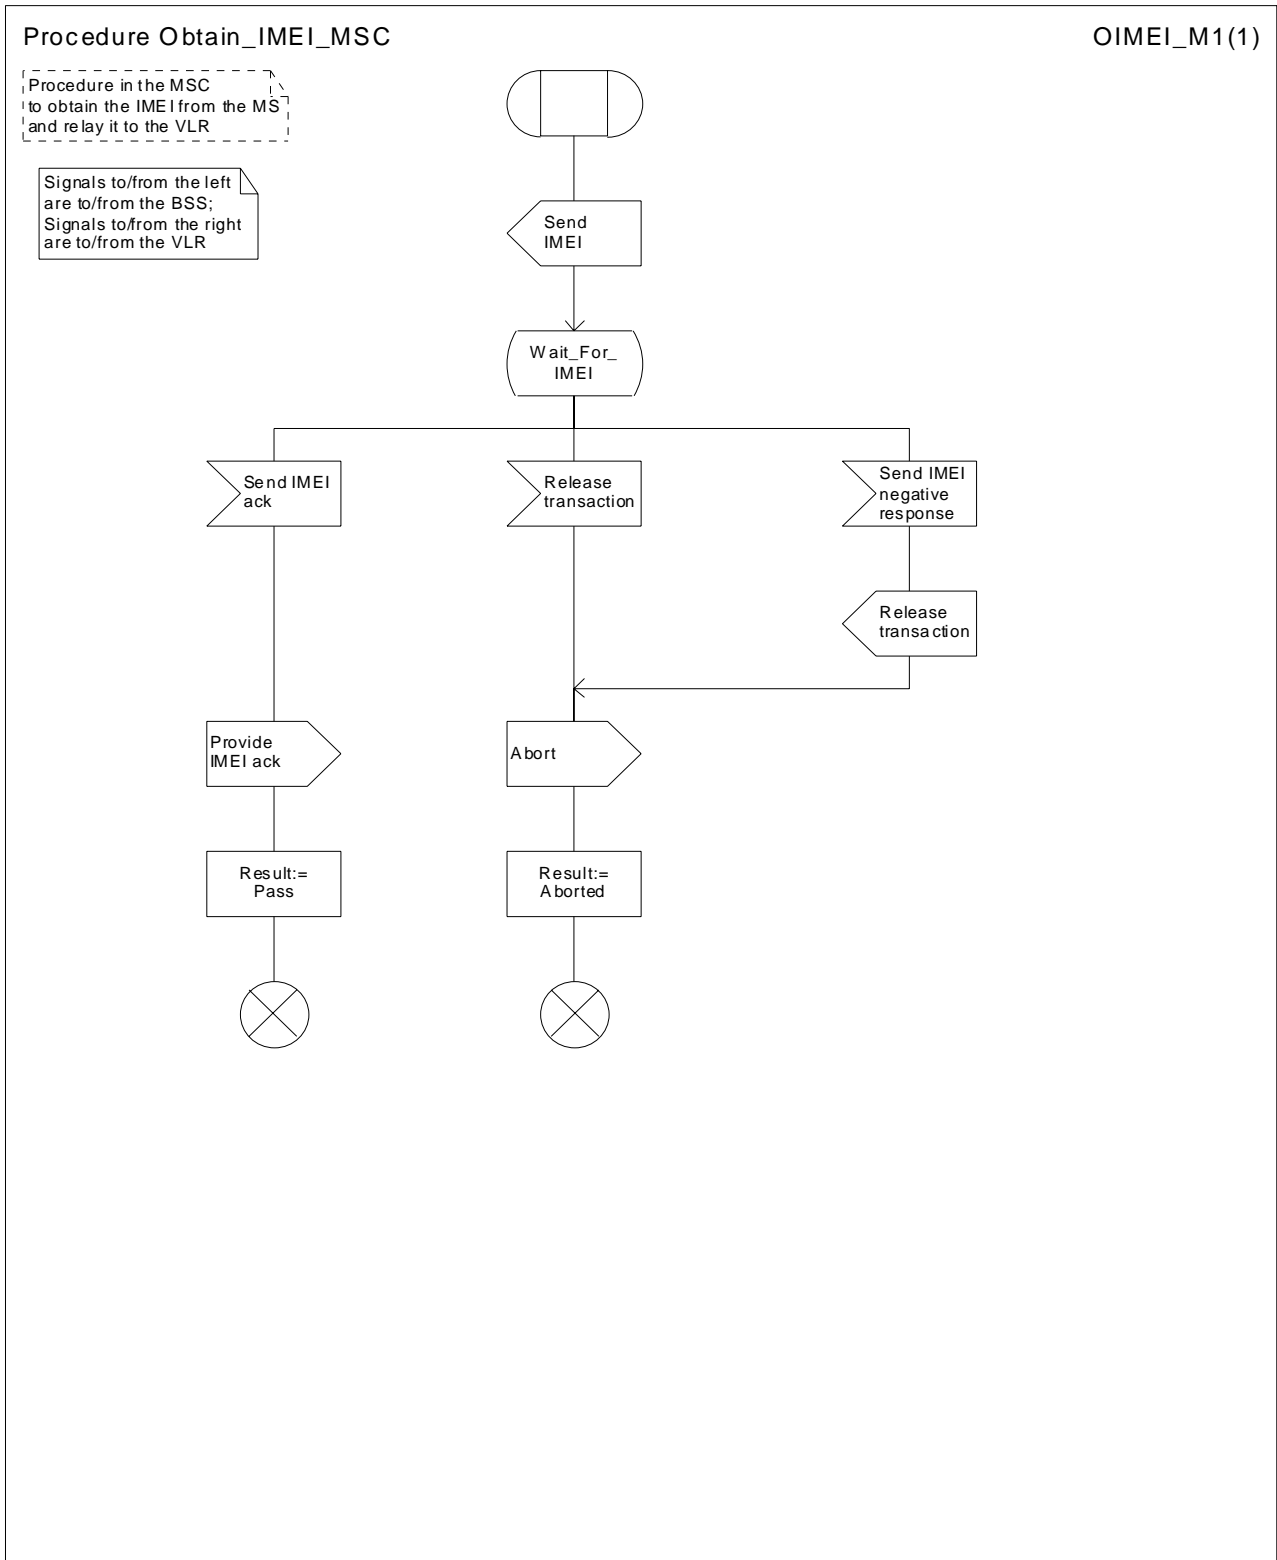 Procedure Obtain_IMEI_MSC
OIMEI_M1(1)
Procedure in the MSC
to obtain the IMEI from the MS
and relay it to the VLR
Signals to/from the left
are to/from the BSS;
Signals to/from the right
are to/from the VLR
Send
IMEI
Wait_For_
IMEI
Send IMEI
ack
Release
transaction
Send IMEI
negative
response
Release
transaction
Provide
IMEI ack
Abort
Result:=
Pass
Result:=
Aborted